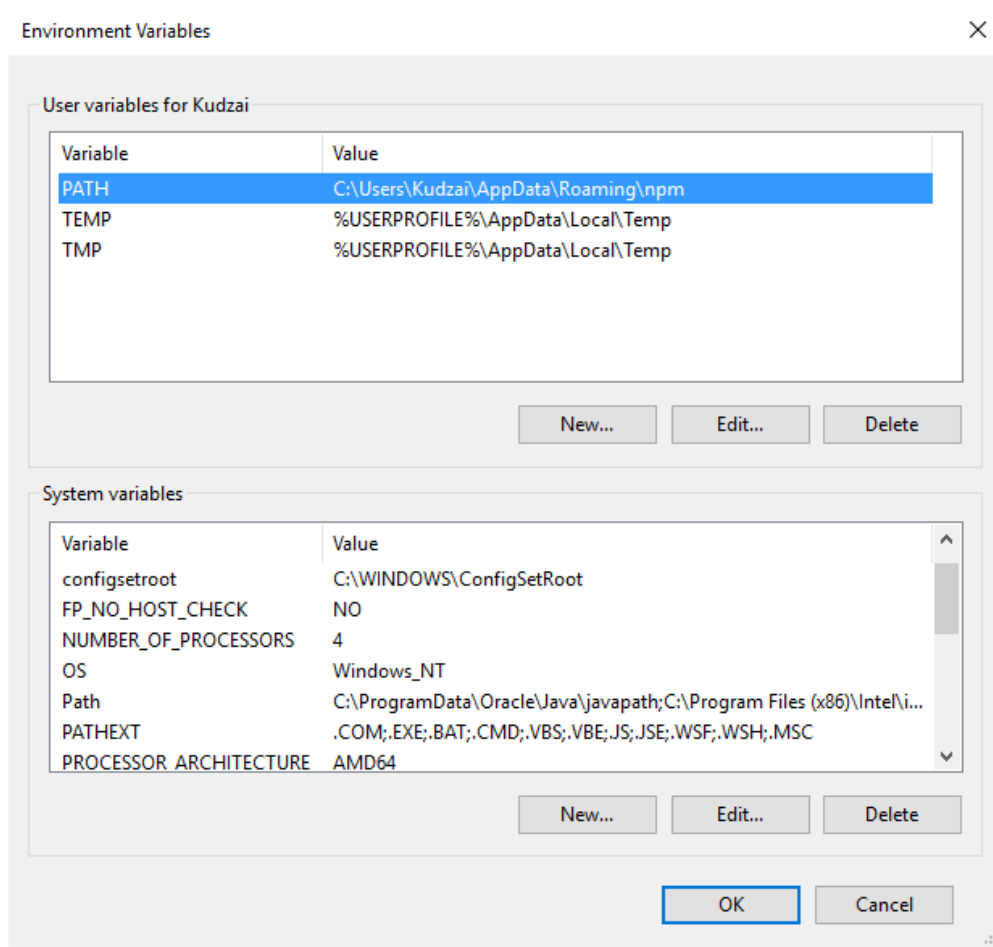 Environment Variables
User variables for Kudzai
Variable Value
PATH C:\Users\Kudzai\AppData\Roaming\npm
TEMP %USERPROFILE%\AppData\Local\Temp
TMP %USERPROFILE%\AppData\Local\Temp
New... Edit... Delete
System variables
Variable Value
configsetroot C:\WINDOWS\ConfigSetRoot
FP_NO_HOST_CHECK NO
NUMBER_OF_PROCESSORS 4
OS Windows_NT
Path C:\ProgramData\Oracle\Java\javapath;C:\Program Files (x86)\Intel\i...
PATHEXT .COM;.EXE;.BAT;.CMD;.VBS;.VBE;.JS;.JSE;.WSF;.WSH;.MSC
PROCESSOR_ARCHITECTURE AMD64
New... Edit... Delete
OK Cancel